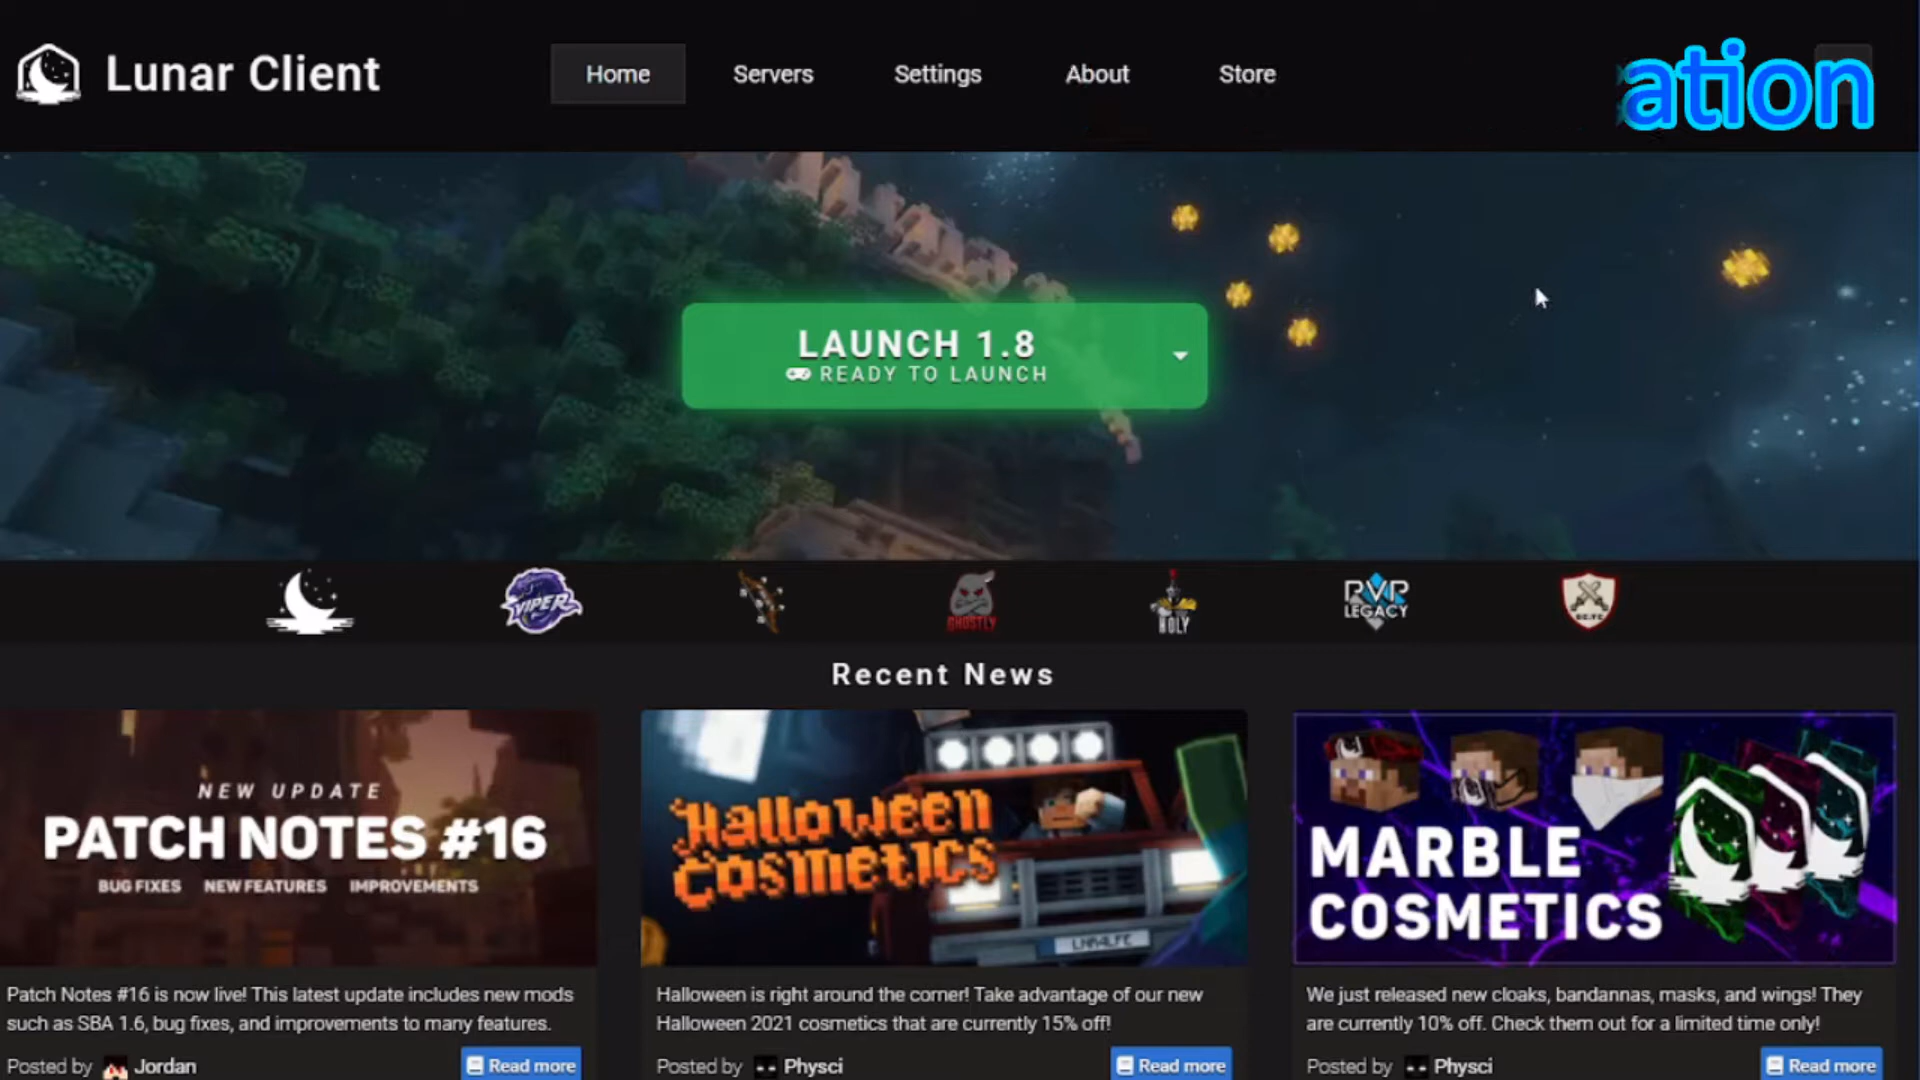 Lunar Client
Home
Servers
Settings
About
Store
ation
LAUNCH 1.8
READY TO LAUNCH
VIPER
GHOSTLY
HOLY
PVP
LEGACY
Recent News
NEW UPDATE
PATCH NOTES #16
BUG FIXES NEW FEATURES IMPROVEMENTS
Patch Notes #16 is now live! This latest update includes new mods
such as SBA 1.6, bug fixes, and improvements to many features.
Posted by Jordan
Read more
Halloween
Cosmetics
Halloween is right around the corner! Take advantage of our new
Halloween 2021 cosmetics that are currently 15% off!
Posted by Physci
Read more
MARBLE
COSMETICS
We just released new cloaks, bandannas, masks, and wings! They
are currently 10% off. Check them out for a limited time only!
Posted by Physci
Read more